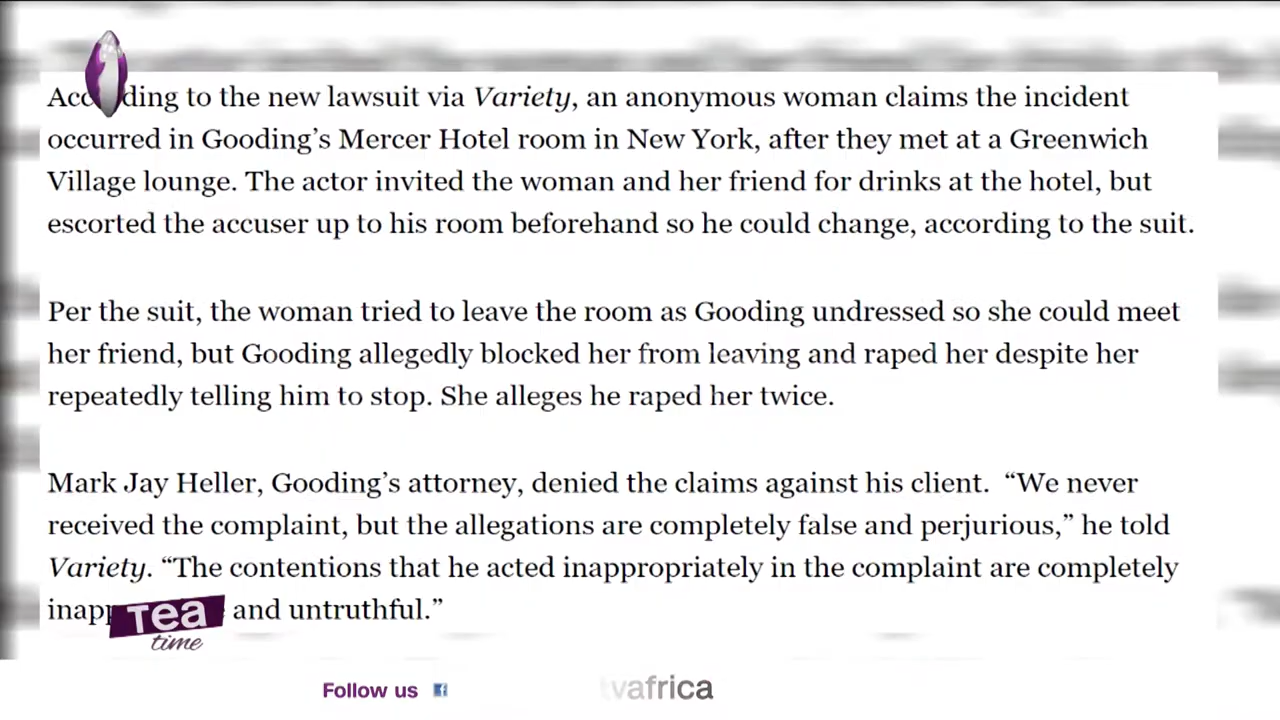 According to the new lawsuit via Variety, an anonymous woman claims the incident
occurred in Gooding’s Mercer Hotel room in New York, after they met at a Greenwich
Village lounge. The actor invited the woman and her friend for drinks at the hotel, but
escorted the accuser up to his room beforehand so he could change, according to the suit.
Per the suit, the woman tried to leave the room as Gooding undressed so she could meet
her friend, but Gooding allegedly blocked her from leaving and raped her despite her
repeatedly telling him to stop. She alleges he raped her twice.
Mark Jay Heller, Gooding’s attorney, denied the claims against his client. “We never
received the complaint, but the allegations are completely false and perjurious,” he told
Variety. “The contentions that he acted inappropriately in the complaint are completely
and untruthful.”
Tea
time
Follow us f
tvafrica